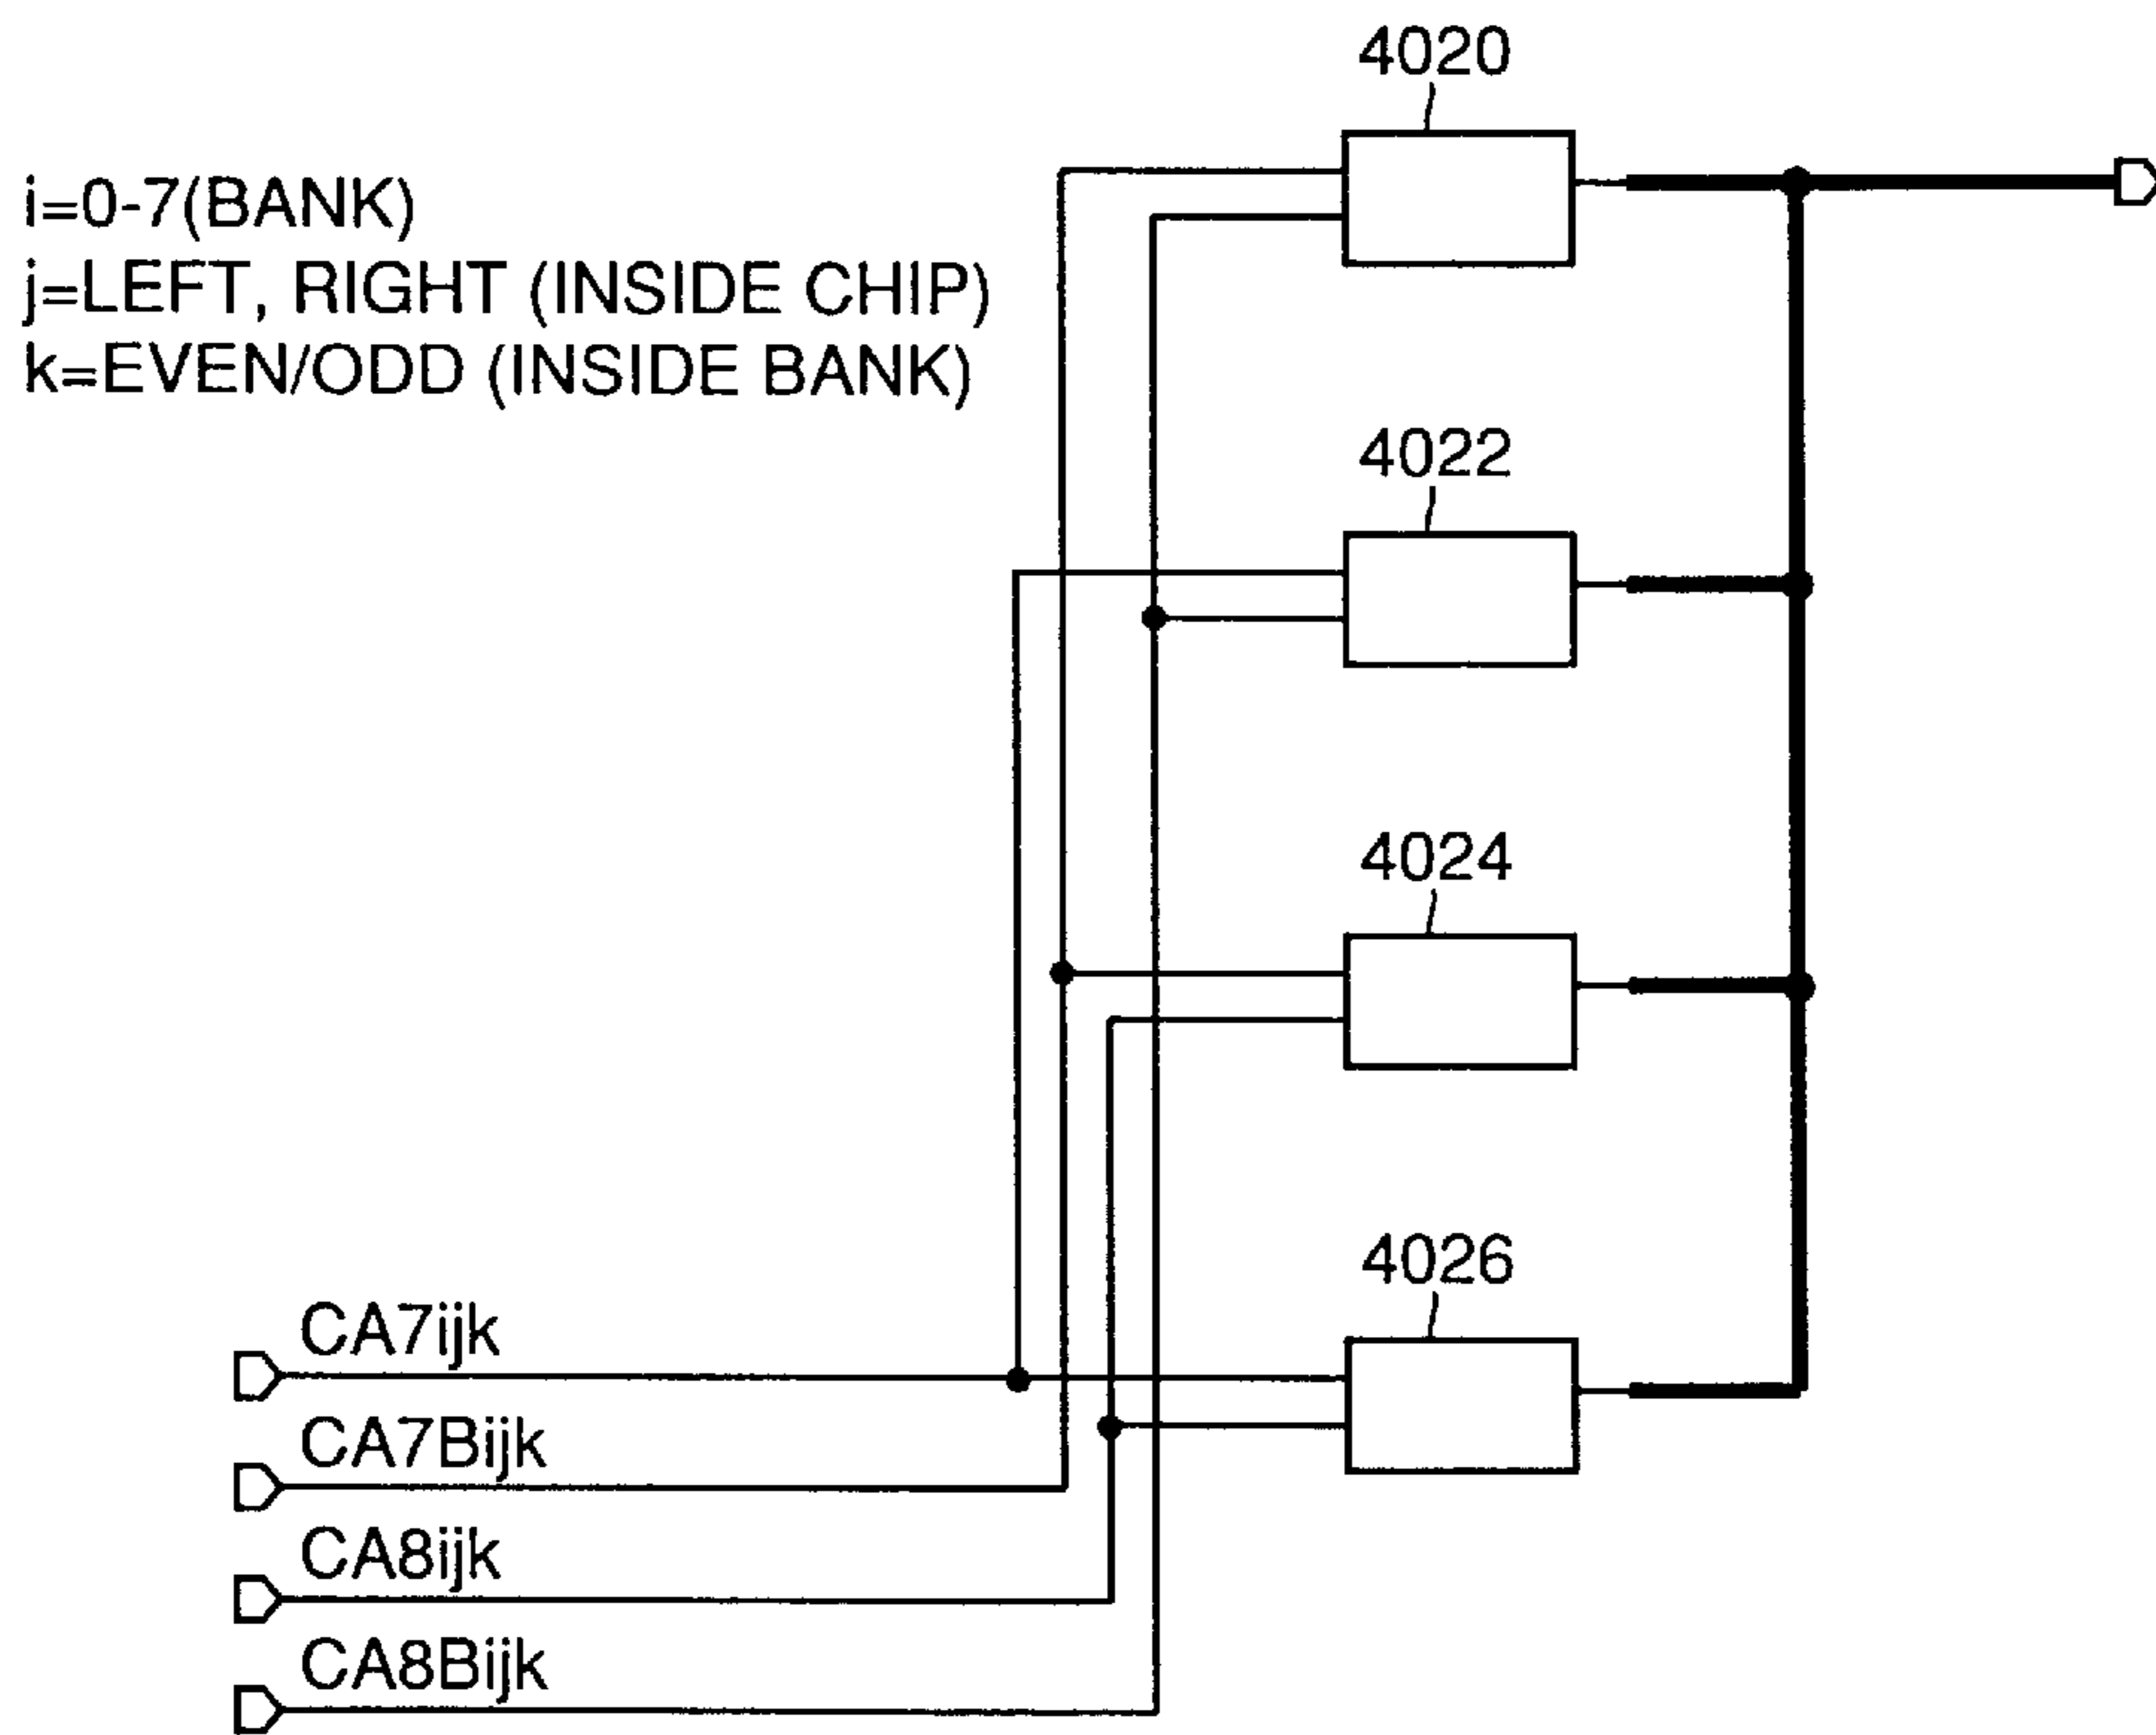 4020
i=0-7(BANK)
j=LEFT, RIGHT (INSIDE CHIP)
k=EVEN/ODD (INSIDE BANK)
4022
4024
4026
CA7ijk
CA7Bijk
CA8ijk
CA8Bijk